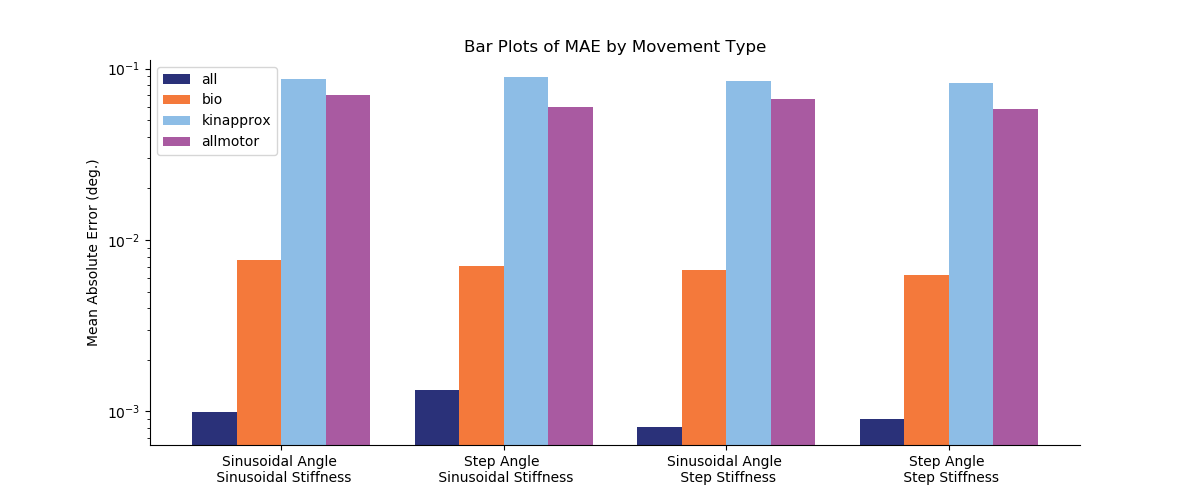 Bar Plots of MAE by Movement Type
10⁻¹
10⁻²
10⁻³
Mean Absolute Error (deg.)
all
bio
kinapprox
allmotor
Sinusoidal Angle
Sinusoidal Stiffness
Step Angle
Sinusoidal Stiffness
Sinusoidal Angle
Step Stiffness
Step Angle
Step Stiffness